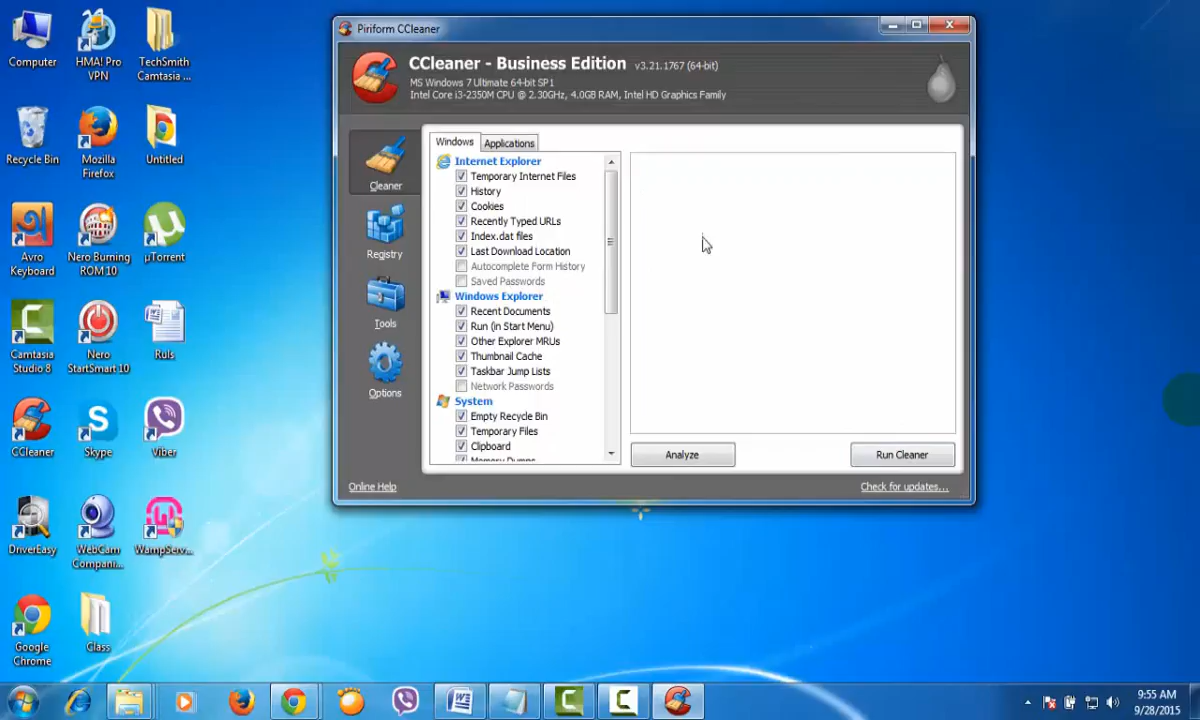 Computer
HMA! Pro
VPN
TechSmith
Camtasia ...
Recycle Bin
Mozilla
Firefox
Untitled
Avro
Keyboard
Nero Burning
ROM 10
µTorrent
Camtasia
Studio 8
Nero
StartSmart 10
Ruls
CCleaner
Skype
Viber
DriverEasy
WebCam
Compani...
WampServ...
Google
Chrome
Glass
Piriform CCleaner
CCleaner - Business Edition v3.21.1767 (64-bit)
MS Windows 7 Ultimate 64-bit SP1
Intel Core i3-2350M CPU @ 2.30GHz, 4.0GB RAM, Intel HD Graphics Family
Cleaner
Registry
Tools
Options
Windows
Applications
Internet Explorer
Temporary Internet Files
History
Cookies
Recently Typed URLs
Index.dat files
Last Download Location
Autocomplete Form History
Saved Passwords
Windows Explorer
Recent Documents
Run (in Start Menu)
Other Explorer MRUs
Thumbnail Cache
Taskbar Jump Lists
Network Passwords
System
Empty Recycle Bin
Temporary Files
Clipboard
Memory Dumps
Analyze
Run Cleaner
Online Help
Check for updates...
9:55 AM
9/28/2015